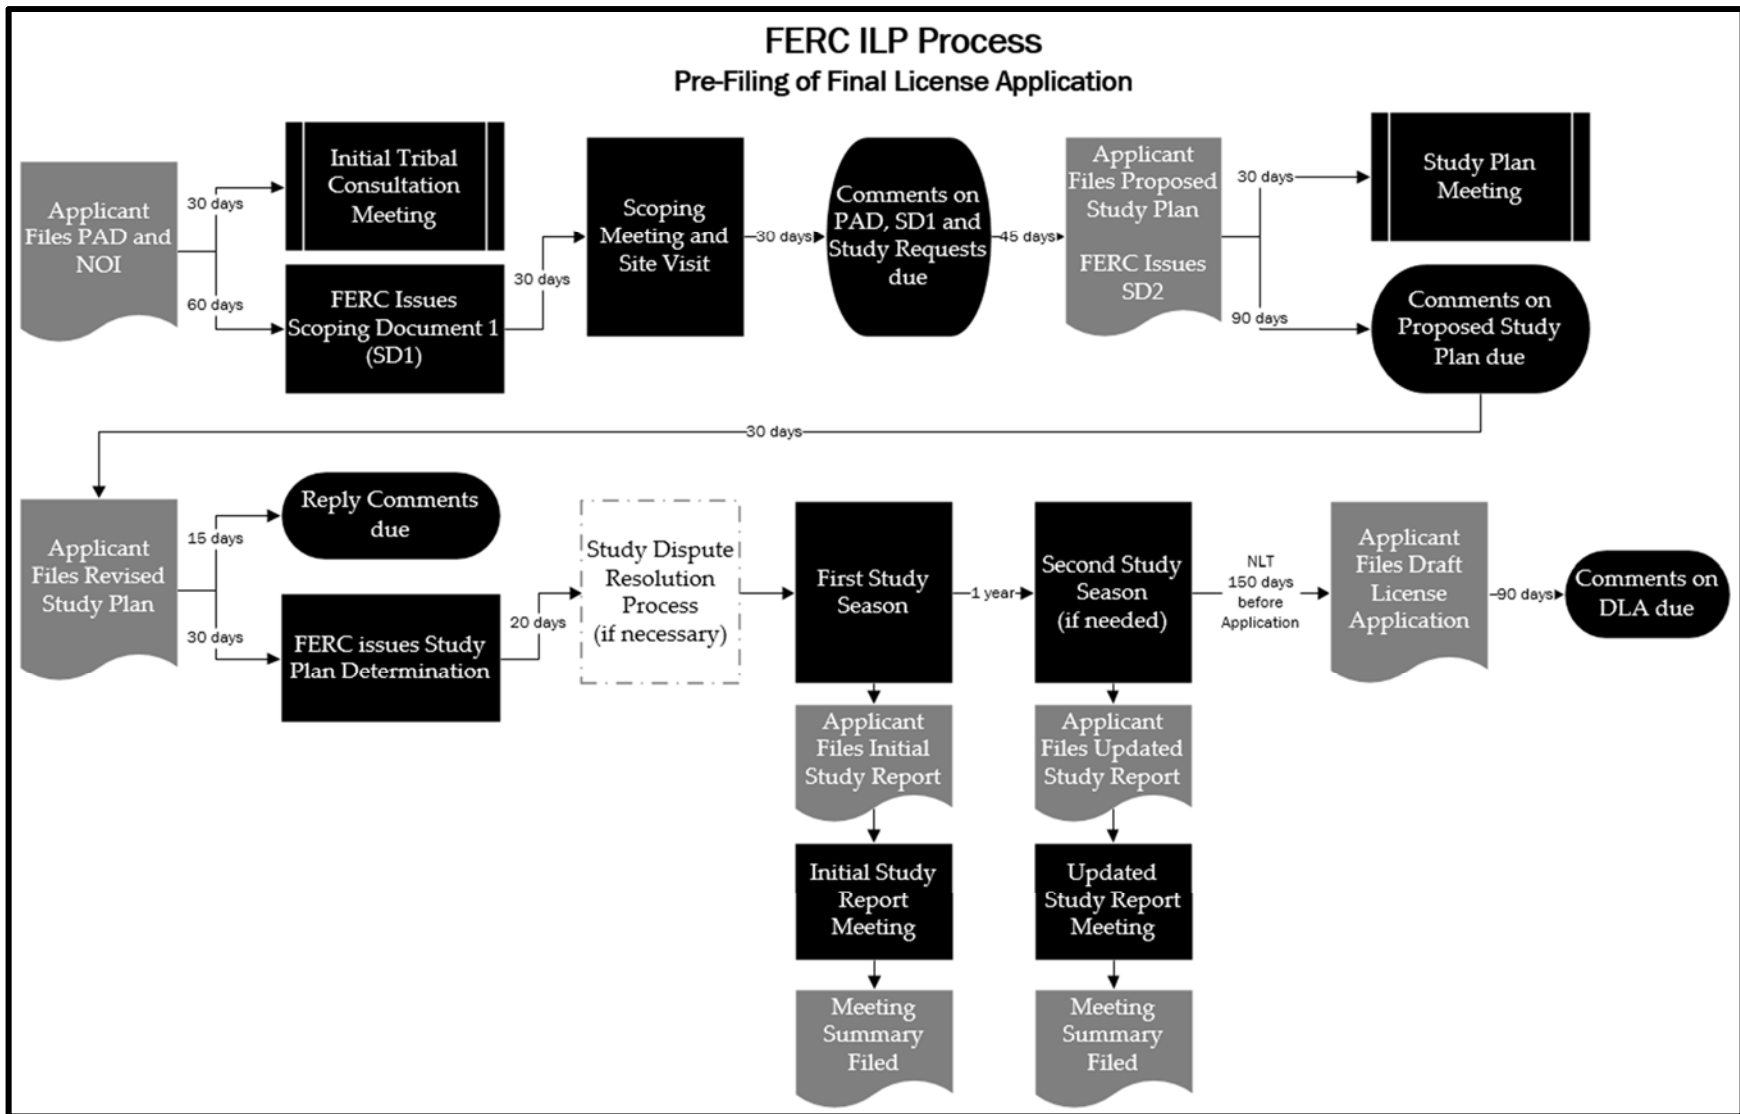 FERC ILP Process
Pre-Filing of Final License Application
Applicant
Files PAD and
NOI
30 days
60 days
Initial Tribal
Consultation
Meeting
FERC Issues
Scoping Document 1
(SD1)
30 days
Scoping
Meeting and
Site Visit
30 days
Comments on
PAD, SD1 and
Study Requests
due
45 days
Applicant
Files Proposed
Study Plan
FERC Issues
SD2
30 days
90 days
Study Plan
Meeting
Comments on
Proposed Study
Plan due
30 days
Applicant
Files Revised
Study Plan
15 days
30 days
Reply Comments
due
FERC issues Study
Plan Determination
20 days
Study Dispute
Resolution
Process
(if necessary)
First Study
Season
1 year
Second Study
Season
(if needed)
NLT
150 days
before
Application
Applicant
Files Draft
License
Application
90 days
Comments on
DLA due
Applicant
Files Initial
Study Report
Applicant
Files Updated
Study Report
Initial Study
Report
Meeting
Updated
Study Report
Meeting
Meeting
Summary
Filed
Meeting
Summary
Filed